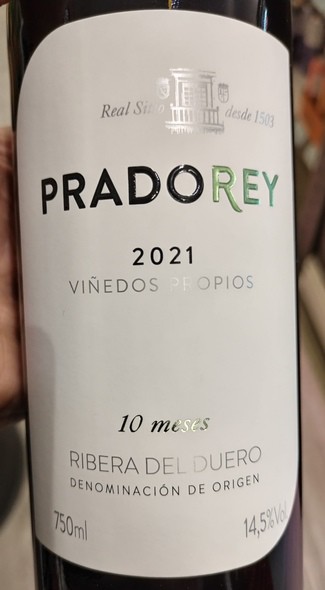 Real Sitio desde 1503
PRADOREY
2021
VIÑEDOS PROPIOS
10 meses
RIBERA DEL DUERO
DENOMINACIÓN DE ORIGEN
750ml 14,5%Vol